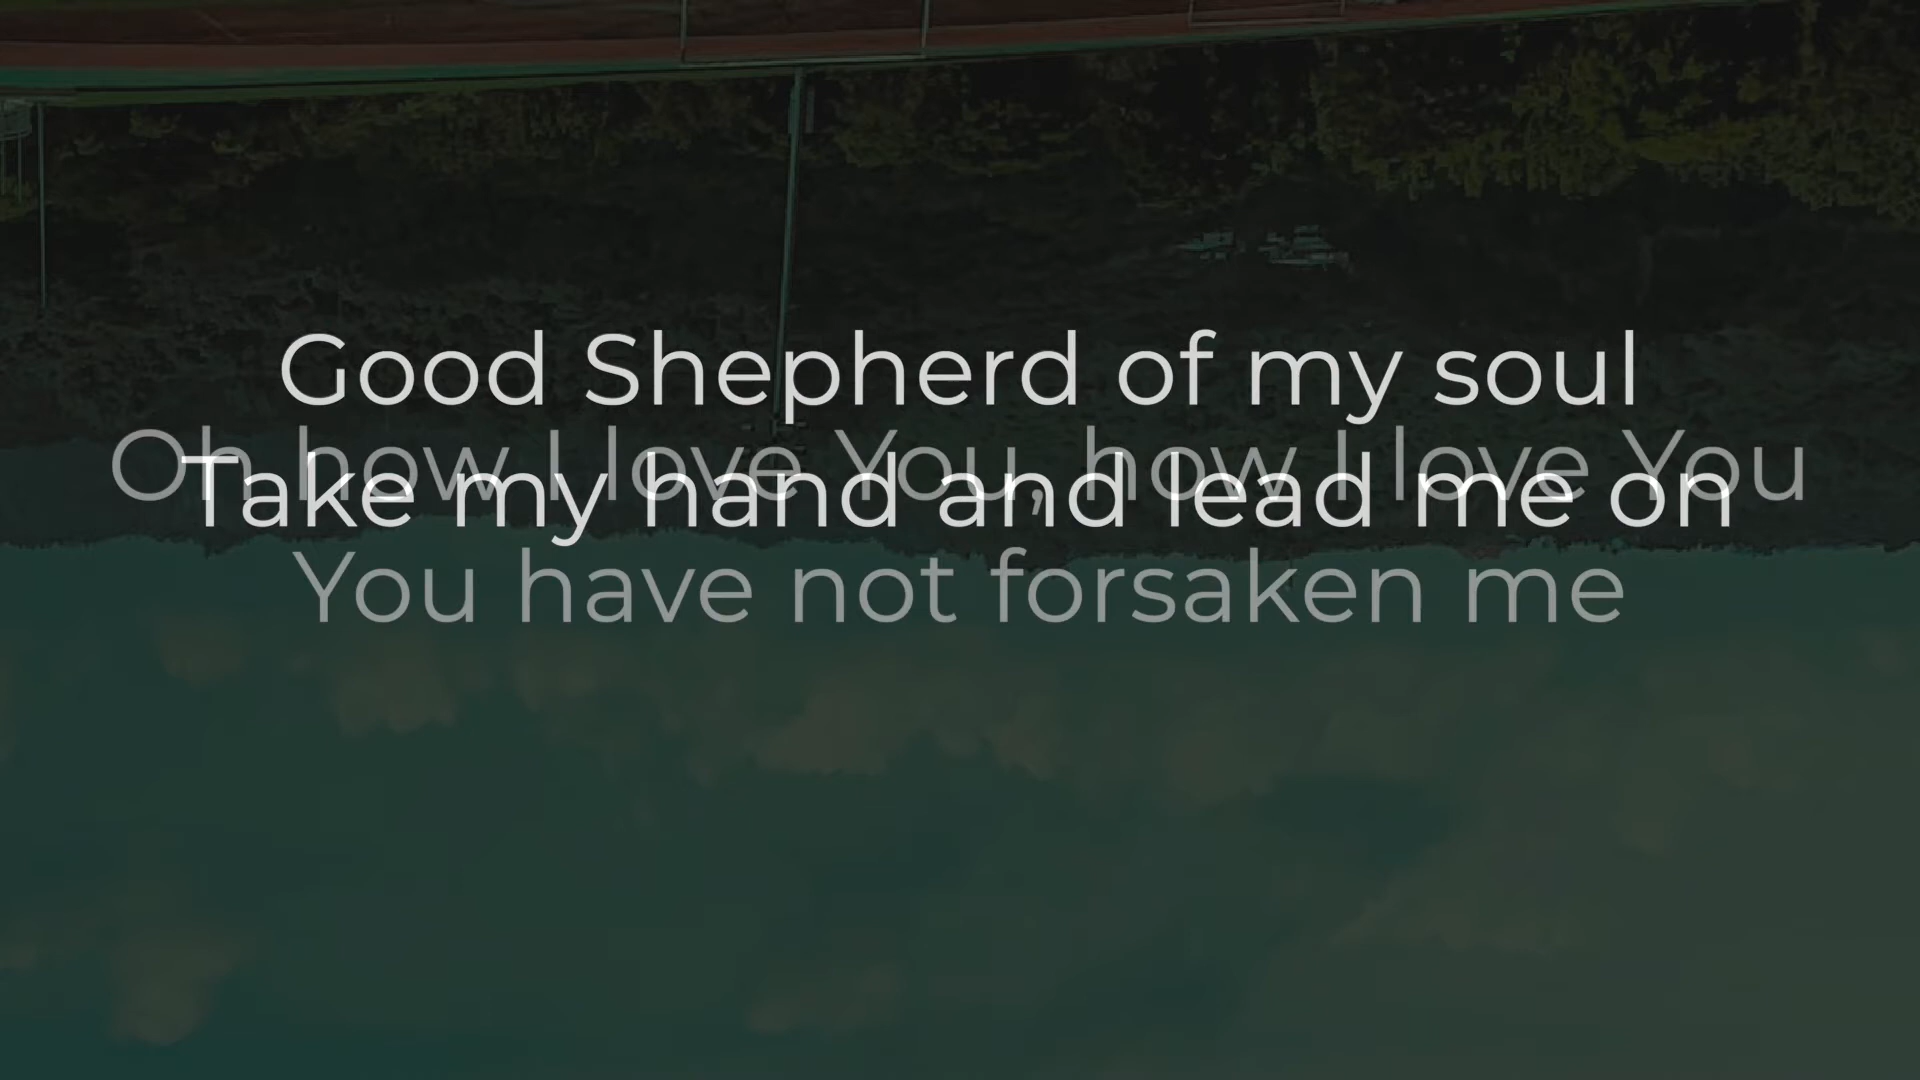 Good Shepherd of my soul
Oh how I love You, how I love You
Take my hand and lead me on
You have not forsaken me